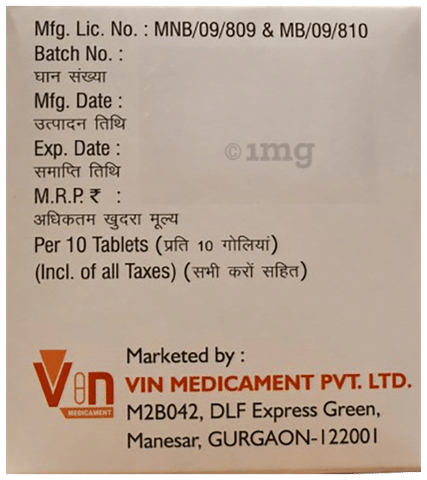 Mfg. Lic. No. : MNB/09/809 & MB/09/810
Batch No. :
घान संख्या
Mfg. Date :
उत्पादन तिथि
Exp. Date :
समाप्ति तिथि
M.R.P. ₹ :
अधिकतम खुदरा मूल्य
Per 10 Tablets (प्रति 10 गोलियां)
(Incl. of all Taxes) (सभी करों सहित)
©1mg
Marketed by :
VIN MEDICAMENT PVT. LTD.
M2B042, DLF Express Green,
Manesar, GURGAON-122001
Vin
MEDICAMENT